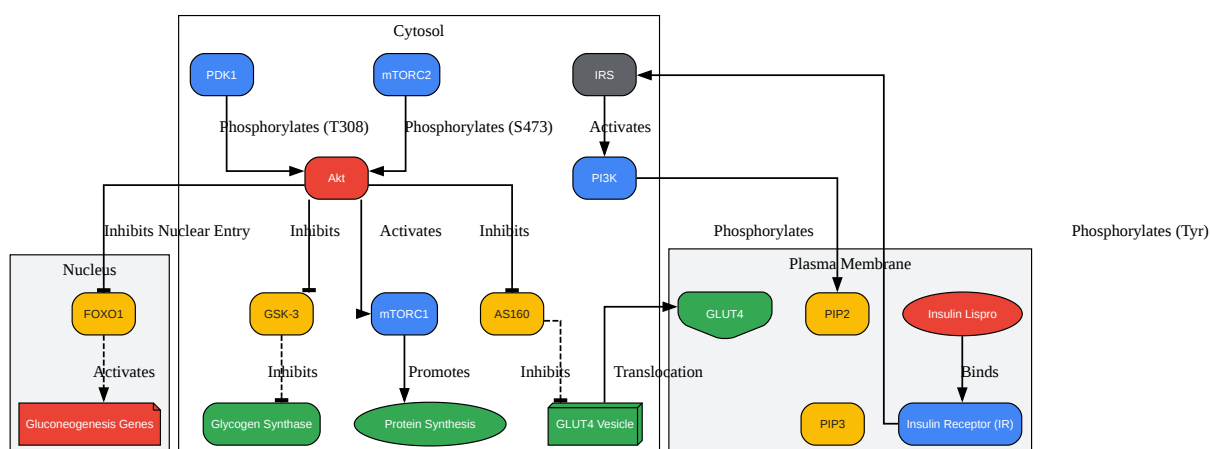 Cytosol
PDK1
mTORC2
IRS
Phosphorylates (T308)
Phosphorylates (S473)
Activates
Akt
PI3K
Inhibits Nuclear Entry
Inhibits
Activates
Inhibits
Phosphorylates
Phosphorylates (Tyr)
Nucleus
Plasma Membrane
FOXO1
GSK-3
mTORC1
AS160
GLUT4
PIP2
Insulin Lispro
Activates
Inhibits
Promotes
Inhibits
Translocation
Binds
Gluconeogenesis Genes
Glycogen Synthase
Protein Synthesis
GLUT4 Vesicle
PIP3
Insulin Receptor (IR)